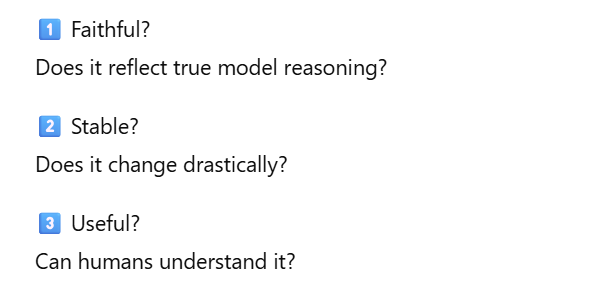 1️⃣ Faithful?
Does it reflect true model reasoning?
2️⃣ Stable?
Does it change drastically?
3️⃣ Useful?
Can humans understand it?